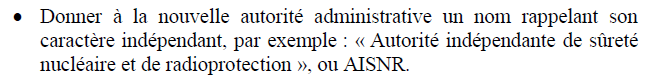 • Donner à la nouvelle autorité administrative un nom rappelant son
caractère indépendant, par exemple : « Autorité indépendante de sûreté
nucléaire et de radioprotection », ou AISNR.